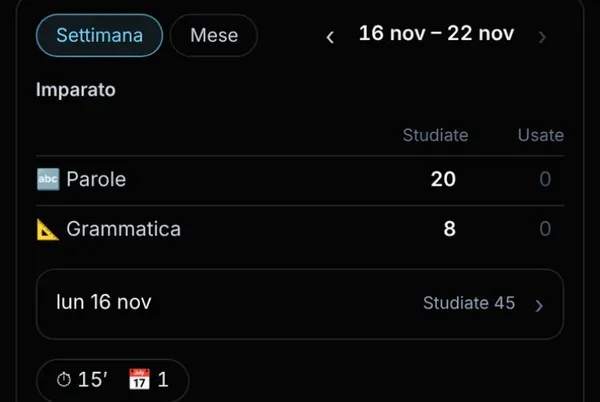 Settimana Mese ‹ 16 nov – 22 nov ›
Imparato
Studiate Usate
🔤 Parole 20 0
📐 Grammatica 8 0
lun 16 nov Studiate 45 ›
⏱ 15′ 📅 1